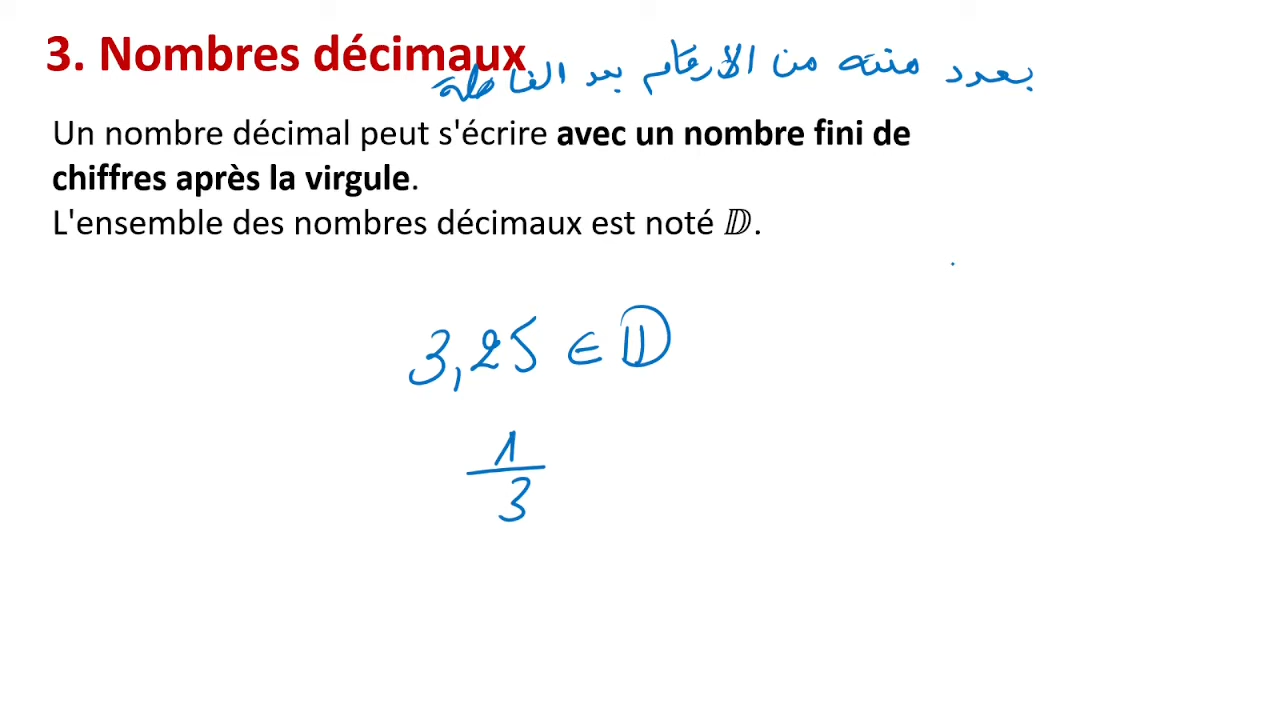 3. Nombres décimaux
بعدد منته من الأرقام بعد الفاصلة
Un nombre décimal peut s'écrire avec un nombre fini de
chiffres après la virgule.
L'ensemble des nombres décimaux est noté 𝔻.
3,25 ∈ 𝔻
1
3